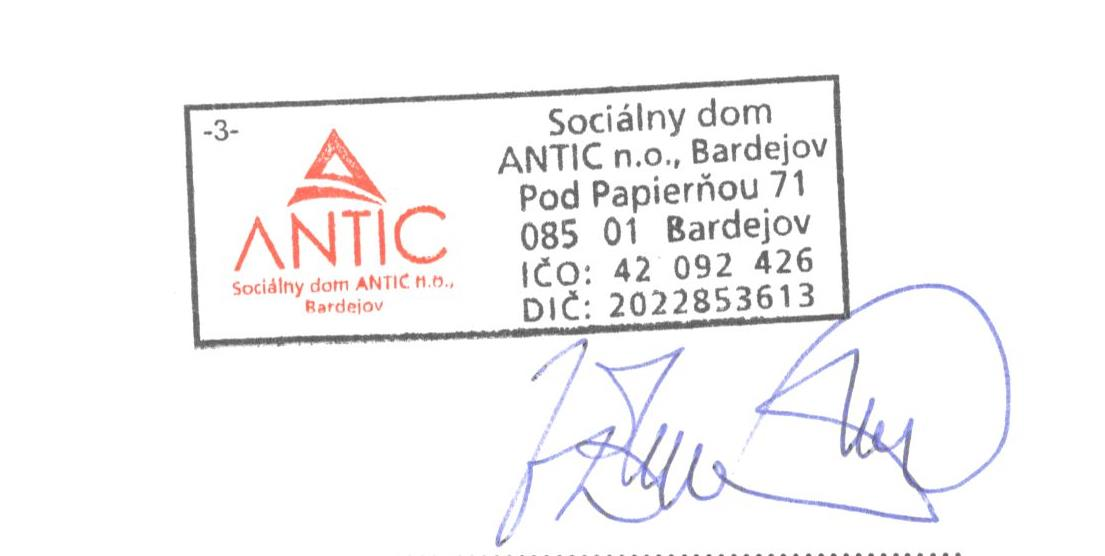 -3-
ANTIC
Sociálny dom ANTIC n.o.,
Bardejov
Sociálny dom
ANTIC n.o., Bardejov
Pod Papierňou 71
085 01 Bardejov
IČO: 42 092 426
DIČ: 2022853613